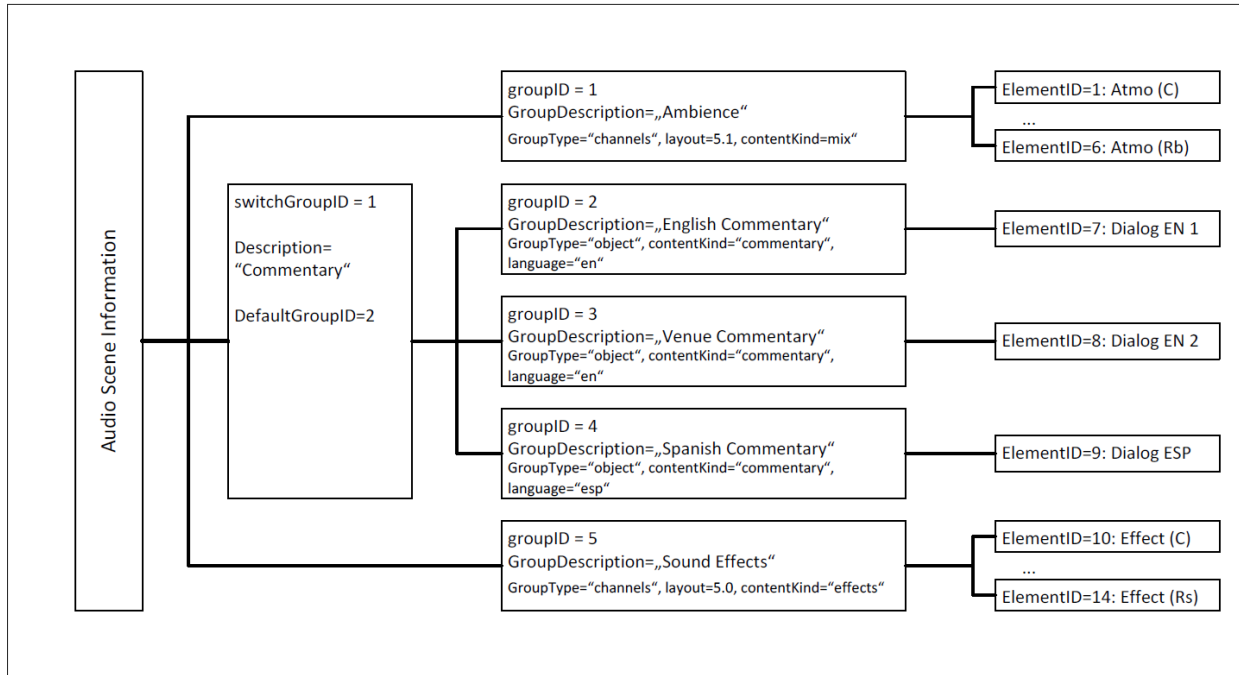 Audio Scene Information
switchGroupID = 1
Description=
“Commentary“
DefaultGroupID=2
groupID = 1
GroupDescription=„Ambience“
GroupType=“channels“, layout=5.1, contentKind=mix“
ElementID=1: Atmo (C)
...
ElementID=6: Atmo (Rb)
groupID = 2
GroupDescription=„English Commentary“
GroupType=“object“, contentKind=“commentary“,
language=“en“
ElementID=7: Dialog EN 1
groupID = 3
GroupDescription=„Venue Commentary“
GroupType=“object“, contentKind=“commentary“,
language=“en“
ElementID=8: Dialog EN 2
groupID = 4
GroupDescription=„Spanish Commentary“
GroupType=“object“, contentKind=“commentary“,
language=“esp“
ElementID=9: Dialog ESP
groupID = 5
GroupDescription=„Sound Effects“
GroupType=“channels“, layout=5.0, contentKind=“effects“
ElementID=10: Effect (C)
...
ElementID=14: Effect (Rs)